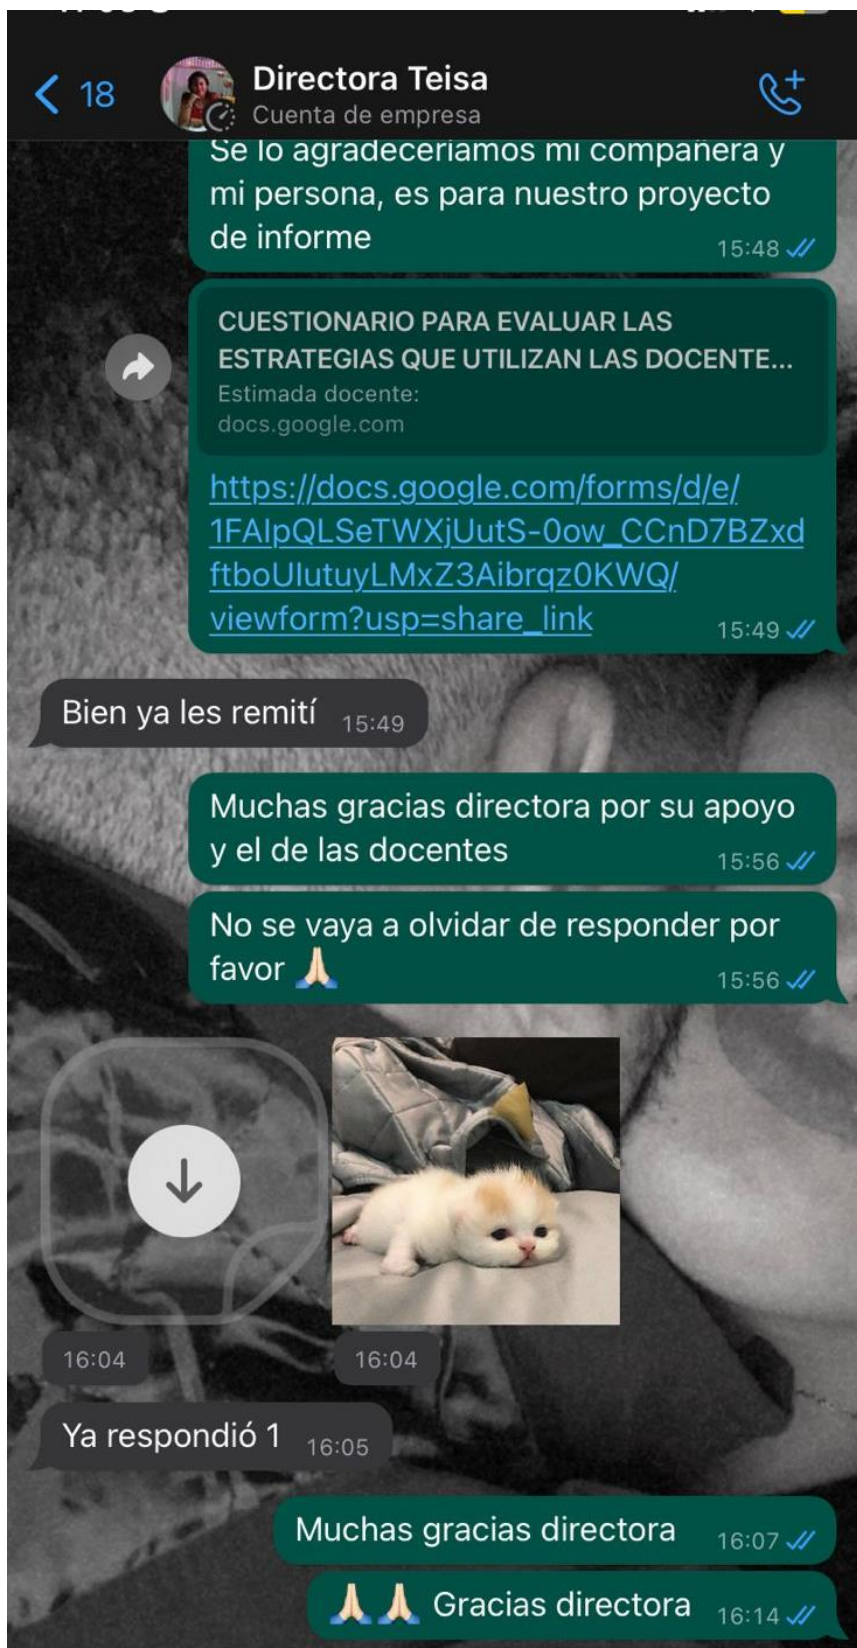 18
Directora Teisa
Cuenta de empresa
Se lo agradeceríamos mi compañera y
mi persona, es para nuestro proyecto
de informe
15:48
CUESTIONARIO PARA EVALUAR LAS
ESTRATEGIAS QUE UTILIZAN LAS DOCENTE...
Estimada docente:
docs.google.com
https://docs.google.com/forms/d/e/
1FAIpQLSeTWXjUutS-0ow_CCnD7BZxd
ftboUIutuyLMxZ3Aibrqz0KWQ/
viewform?usp=share_link
15:49
Bien ya les remití 15:49
Muchas gracias directora por su apoyo
y el de las docentes
15:56
No se vaya a olvidar de responder por
favor 🙏🏻
15:56
16:04
16:04
Ya respondió 1 16:05
Muchas gracias directora 16:07
🙏🏻🙏🏻 Gracias directora 16:14